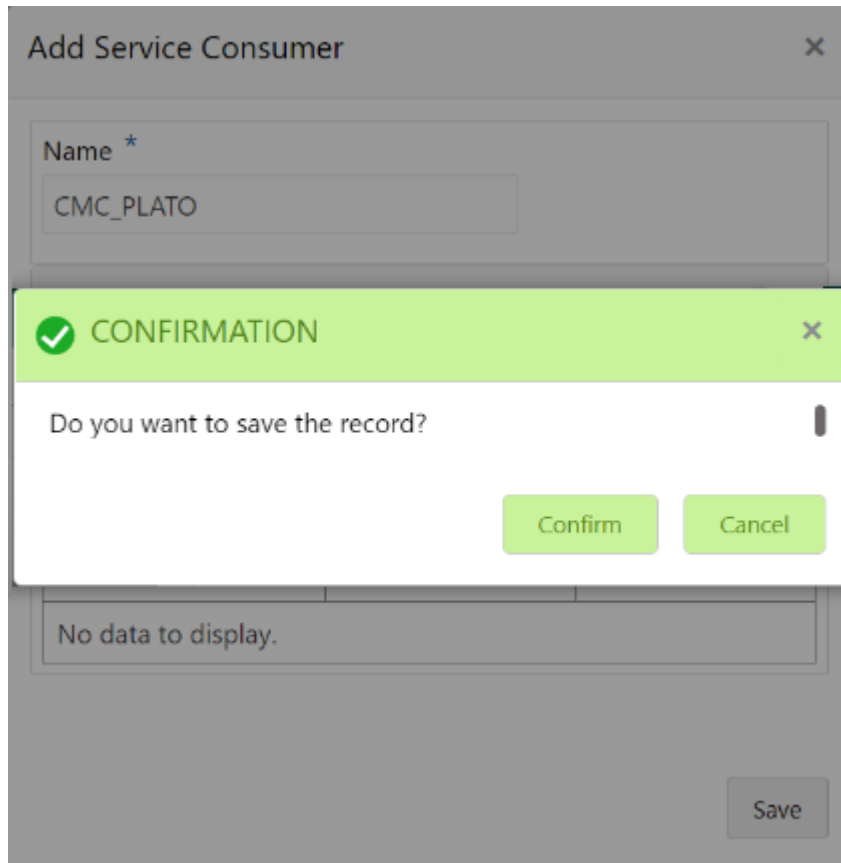 Add Service Consumer
Name *
CMC_PLATO
CONFIRMATION
Do you want to save the record?
Confirm Cancel
No data to display.
Save